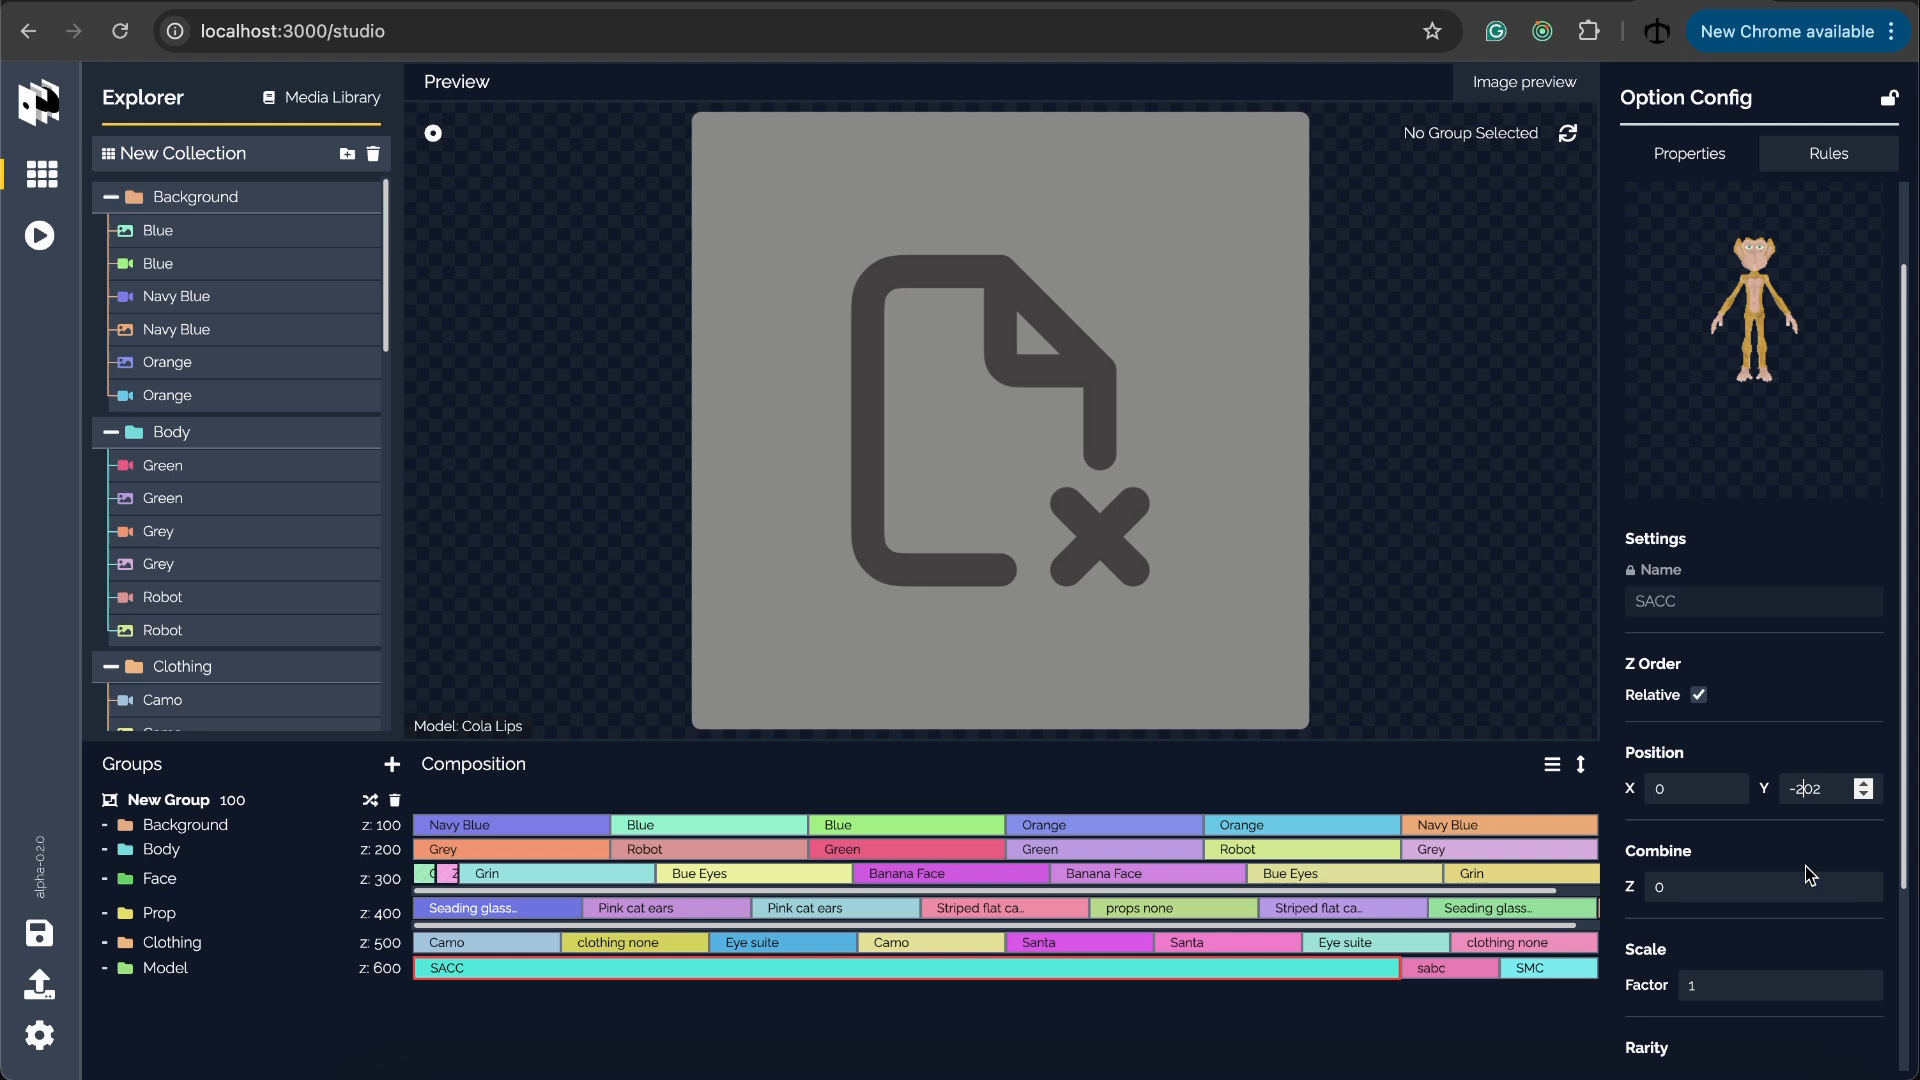 localhost:3000/studio
New Chrome available
Explorer
Media Library
New Collection
Background
Blue
Blue
Navy Blue
Navy Blue
Orange
Orange
Body
Green
Green
Grey
Grey
Robot
Robot
Clothing
Camo
Preview
Image preview
No Group Selected
Model: Cola Lips
Option Config
Properties
Rules
Settings
Name
SACC
Z Order
Relative
Position
X 0 Y -202
Combine
Z 0
Scale
Factor 1
Rarity
Groups
Composition
New Group 100
Background z: 100 Navy Blue Blue Blue Orange Orange Navy Blue
Body z: 200 Grey Robot Green Green Robot Grey
Face z: 300 Grin Bue Eyes Banana Face Banana Face Bue Eyes Grin
Prop z: 400 Seading glass... Pink cat ears Pink cat ears Striped flat ca... props none Striped flat ca... Seading glass...
Clothing z: 500 Camo clothing none Eye suite Camo Santa Santa Eye suite clothing none
Model z: 600 SACC sabc SMC
alpha-0.2.0